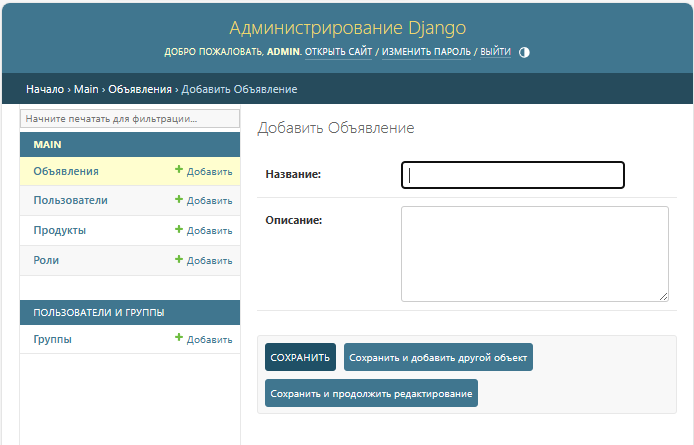 Администрирование Django
ДОБРО ПОЖАЛОВАТЬ, ADMIN. ОТКРЫТЬ САЙТ / ИЗМЕНИТЬ ПАРОЛЬ / ВЫЙТИ
Начало › Main › Объявления › Добавить Объявление
Начните печатать для фильтрации...
MAIN
Объявления + Добавить
Пользователи + Добавить
Продукты + Добавить
Роли + Добавить
ПОЛЬЗОВАТЕЛИ И ГРУППЫ
Группы + Добавить
Добавить Объявление
Название:
Описание:
СОХРАНИТЬ
Сохранить и добавить другой объект
Сохранить и продолжить редактирование